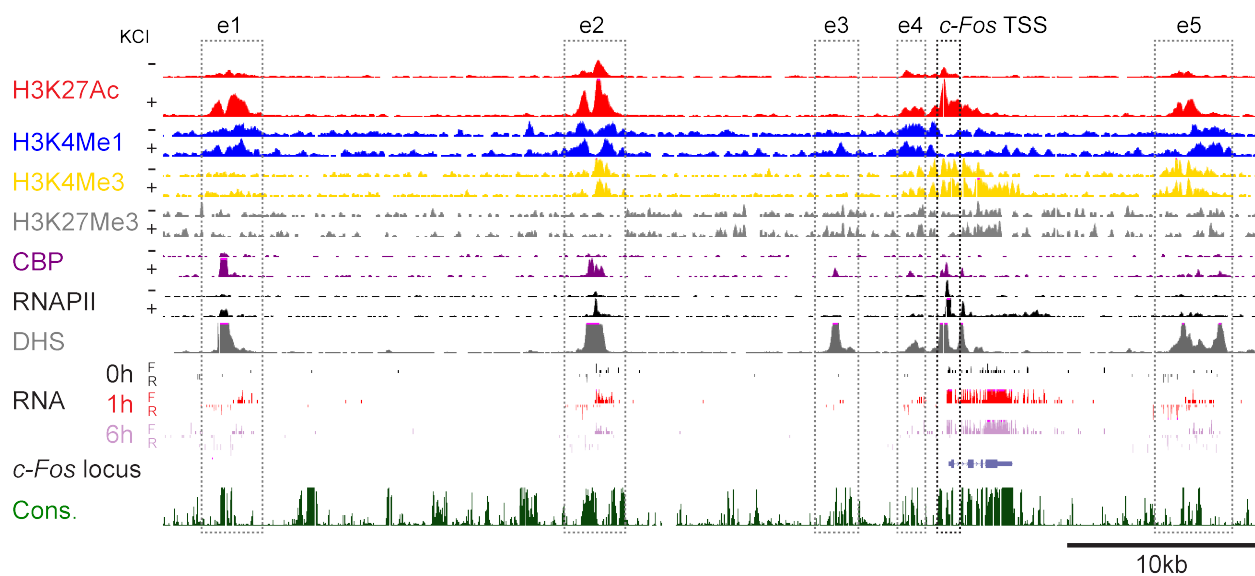 KCl e1 e2 e3 e4 c-Fos TSS e5
-
H3K27Ac
+
H3K4Me1 -
+
H3K4Me3 -
+
H3K27Me3 -
+
CBP -
+
RNAPII -
+
DHS
0h F
R
RNA 1h F
R
6h F
R
c-Fos locus
Cons.
10kb